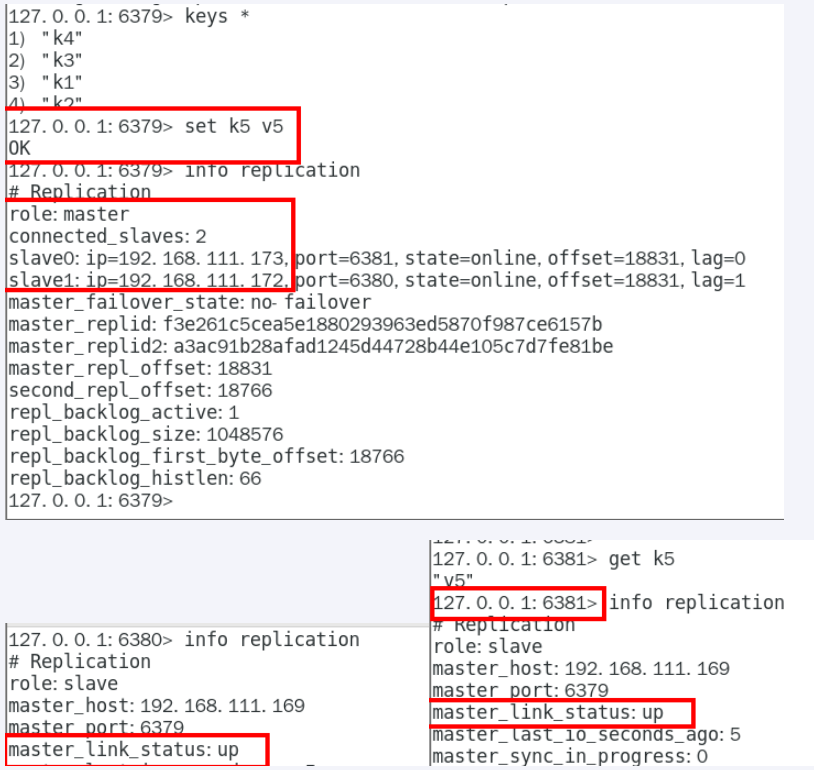 127.0.0.1:6379> keys *
1) "k4"
2) "k3"
3) "k1"
4) "k2"
127.0.0.1:6379> set k5 v5
OK
127.0.0.1:6379> info replication
# Replication
role:master
connected_slaves:2
slave0:ip=192.168.111.173,port=6381,state=online,offset=18831,lag=0
slave1:ip=192.168.111.172,port=6380,state=online,offset=18831,lag=1
master_failover_state:no-failover
master_replid:f3e261c5cea5e1880293963ed5870f987ce6157b
master_replid2:a3ac91b28afad1245d44728b44e105c7d7fe81be
master_repl_offset:18831
second_repl_offset:18766
repl_backlog_active:1
repl_backlog_size:1048576
repl_backlog_first_byte_offset:18766
repl_backlog_histlen:66
127.0.0.1:6379>
127.0.0.1:6380> info replication
# Replication
role:slave
master_host:192.168.111.169
master_port:6379
master_link_status:up
127.0.0.1:6381> get k5
"v5"
127.0.0.1:6381> info replication
# Replication
role:slave
master_host:192.168.111.169
master_port:6379
master_link_status:up
master_last_io_seconds_ago:5
master_sync_in_progress:0